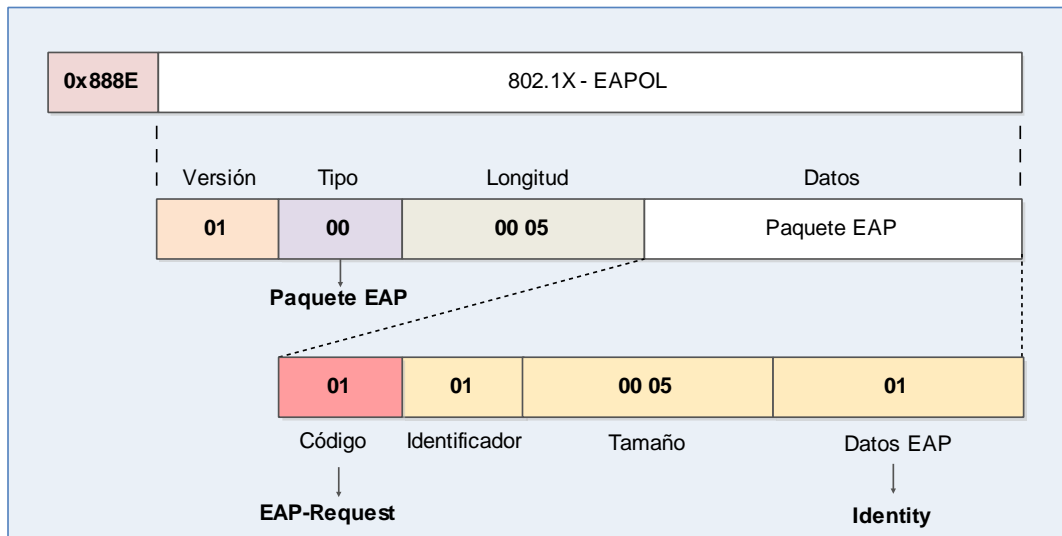 0x888E 802.1X - EAPOL
Versión Tipo Longitud Datos
01 00 00 05 Paquete EAP
Paquete EAP
01 01 00 05 01
Código Identificador Tamaño Datos EAP
EAP-Request Identity